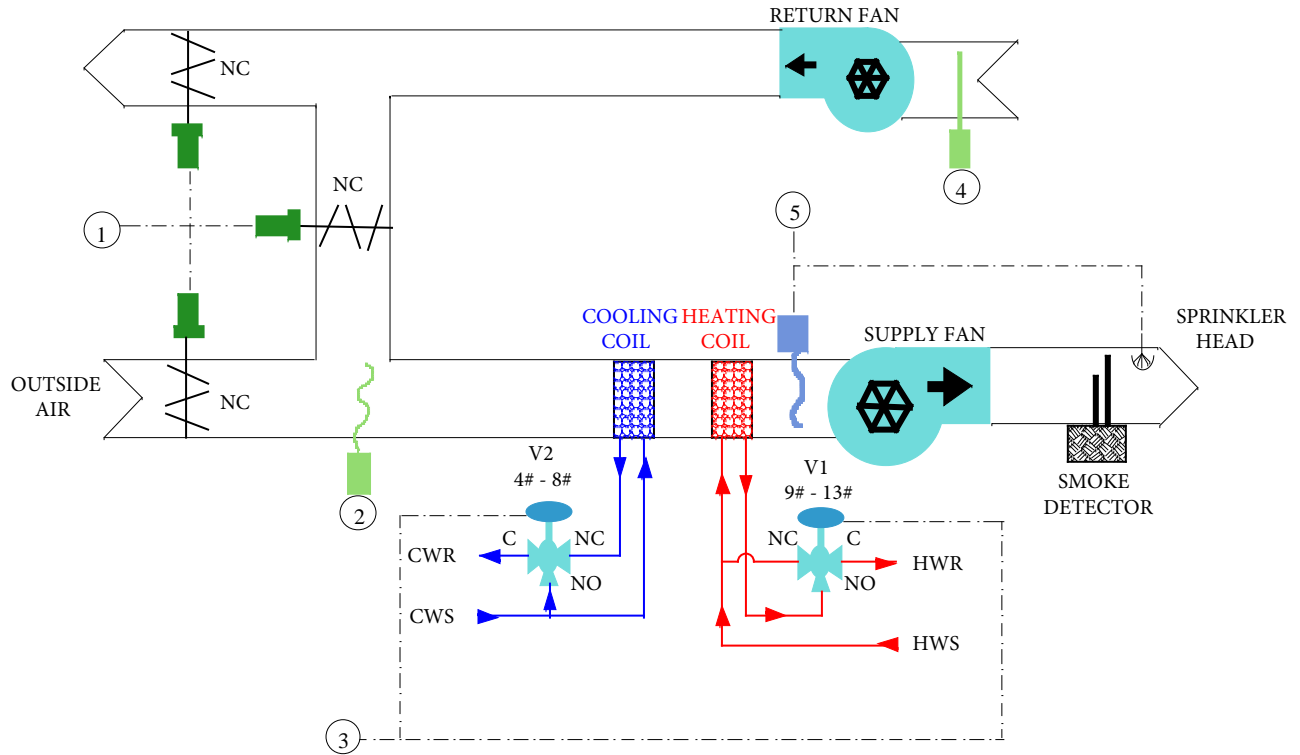 RETURN FAN
NC
4
NC
5
1
COOLING
COIL
HEATING
COIL
SUPPLY FAN
SPRINKLER
HEAD
OUTSIDE
AIR
NC
V2
4# - 8#
V1
9# - 13#
SMOKE
DETECTOR
2
C
NC
NC
C
CWR
HWR
NO
NO
CWS
HWS
3